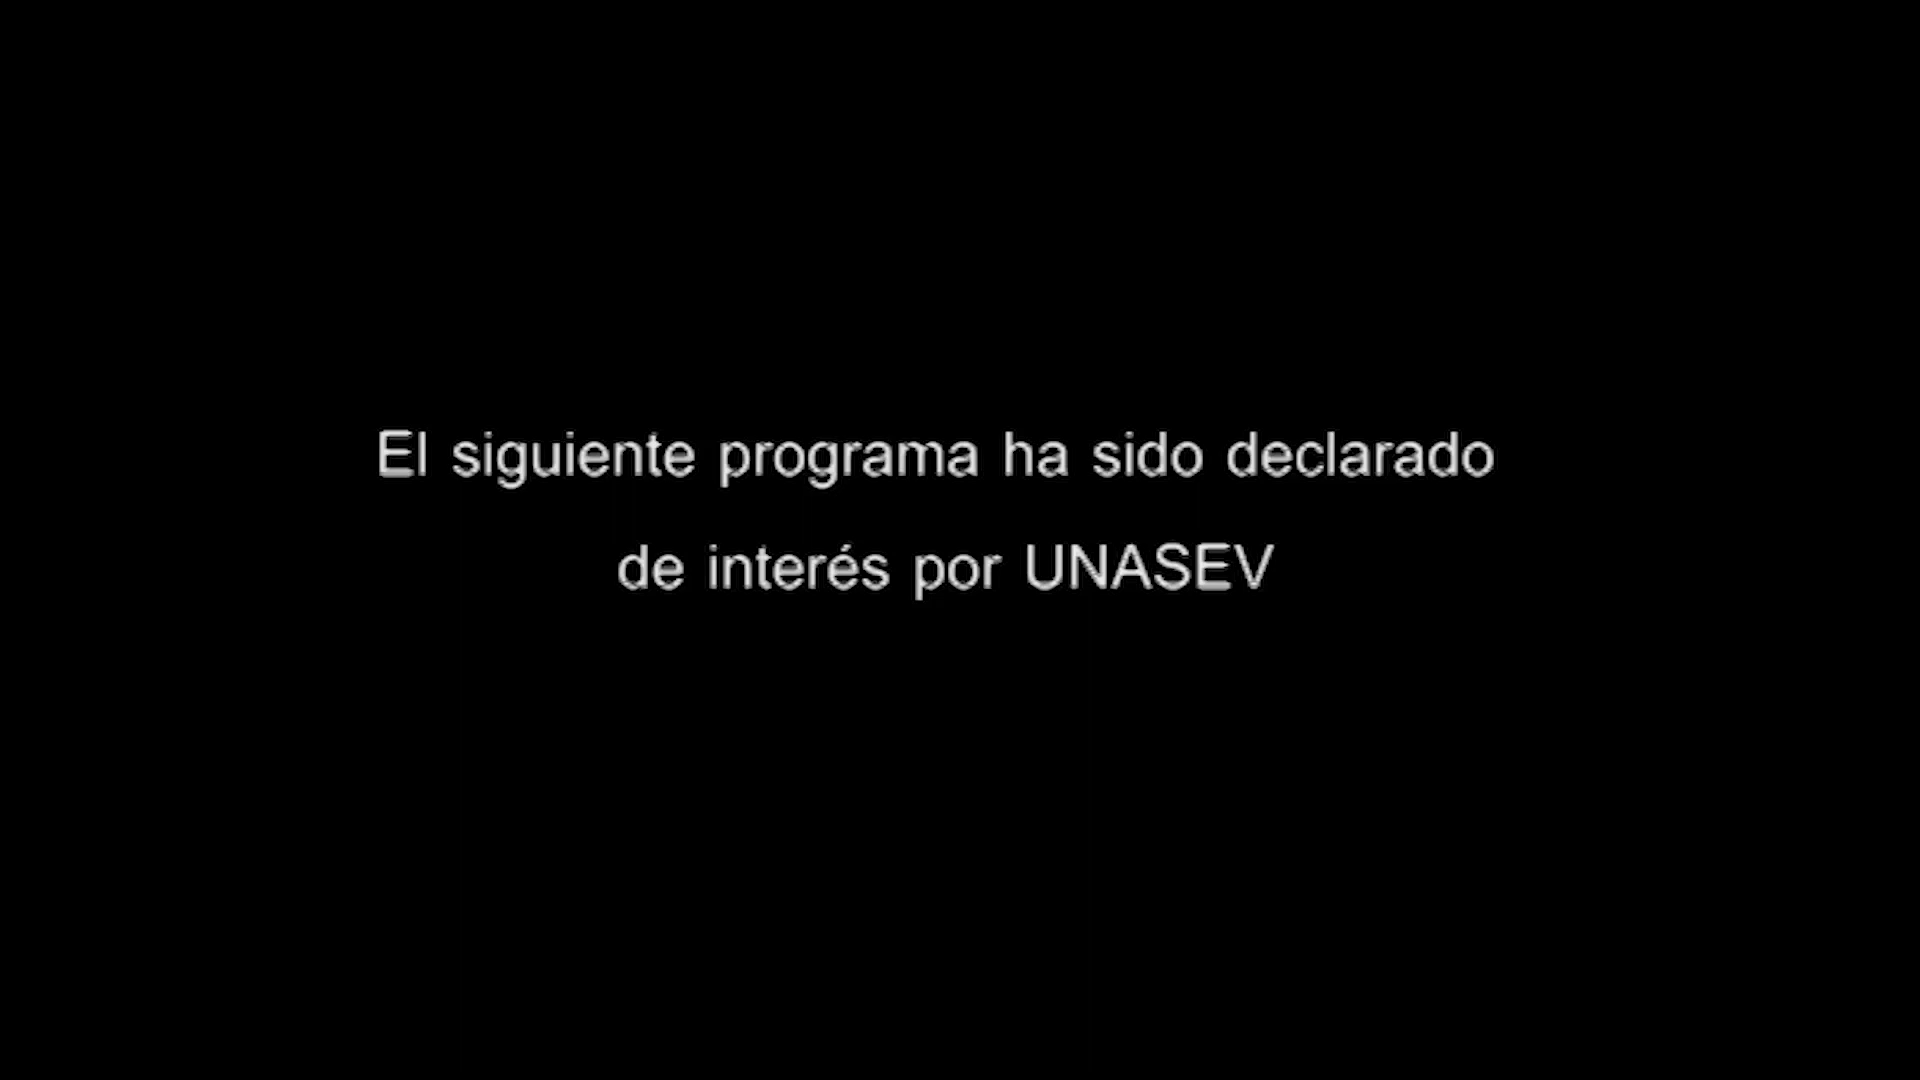 El siguiente programa ha sido declarado
de interés por UNASEV